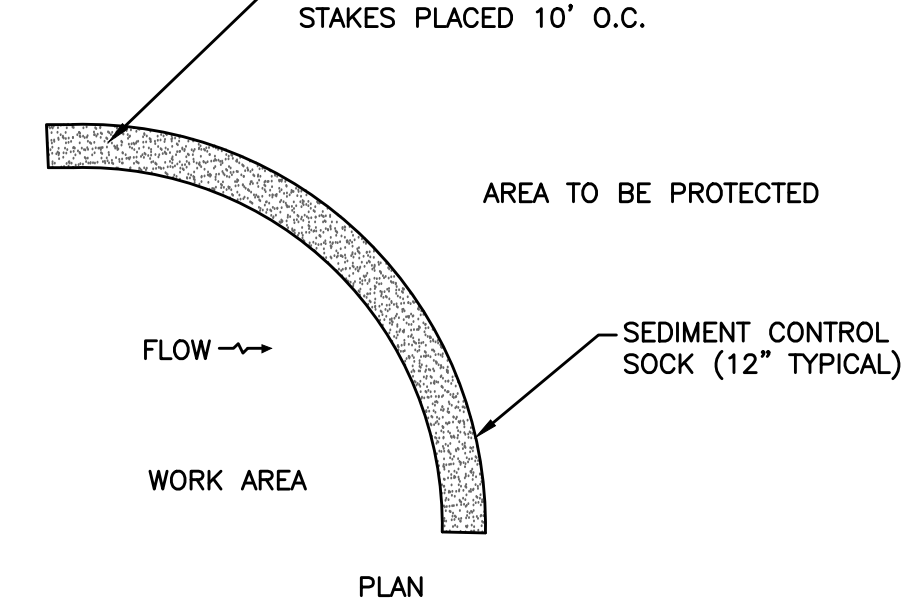 STAKES PLACED 10' O.C.
AREA TO BE PROTECTED
SEDIMENT CONTROL
SOCK (12" TYPICAL)
FLOW
WORK AREA
PLAN